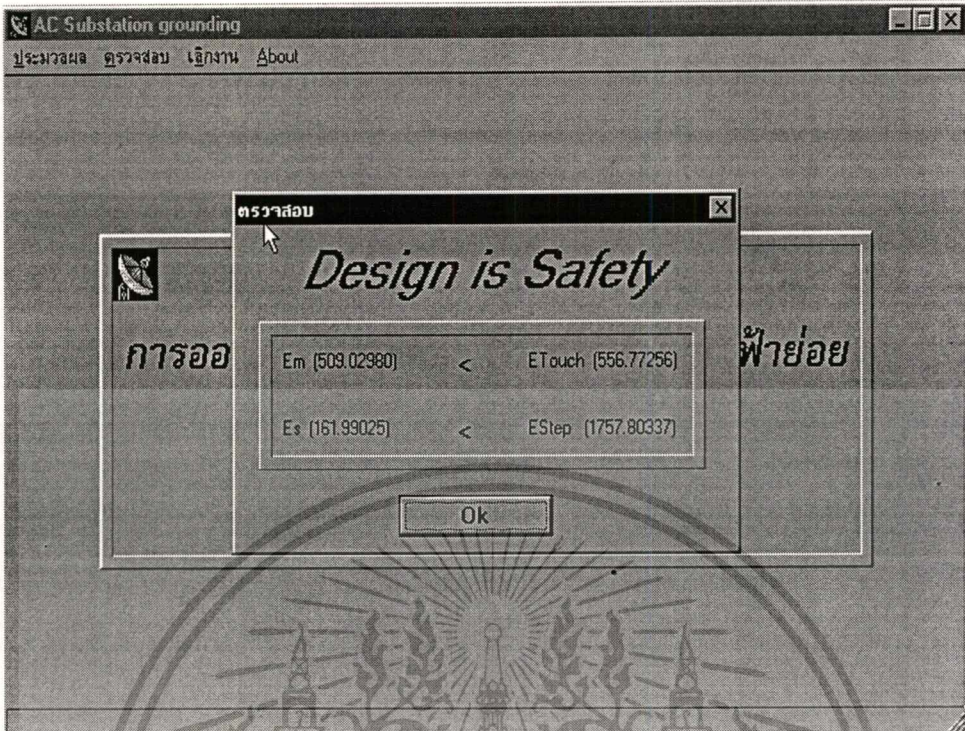 AC Substation grounding
ประมวลผล ตรวจสอบ เลิกงาน About
ตรวจสอบ
Design is Safety
การออ
ฟ้าย่อย
Em (509.02980) < ETouch (556.77256)
Es (161.99025) < EStep (1757.80337)
Ok